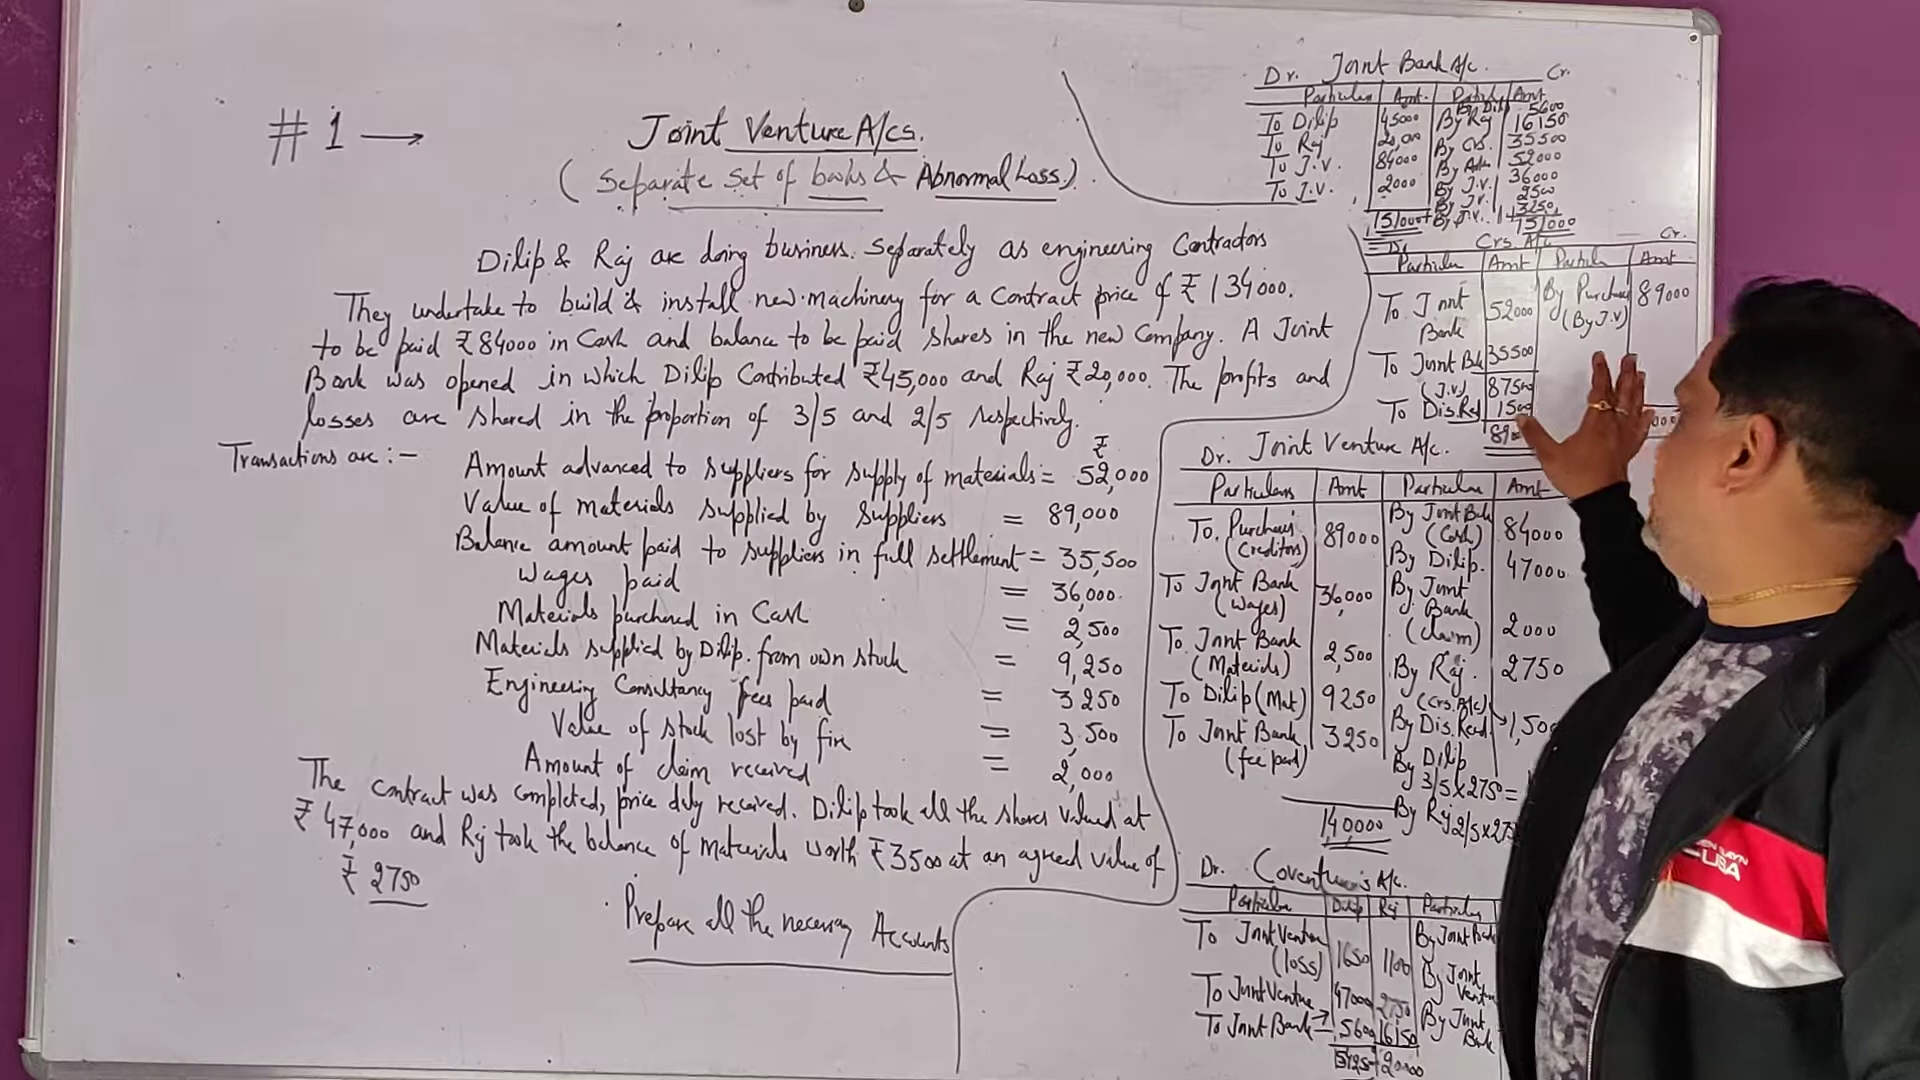 # 1 →
Joint Venture A/cs.
( Separate Set of books & Abnormal Loss.)
Dilip & Raj are doing business separately as engineering Contractors
They undertake to build & install new machinery for a Contract price of ₹ 134000.
to be paid ₹84000 in Cash and balance to be paid shares in the new Company. A Joint
Bank was opened in which Dilip Contributed ₹45,000 and Raj ₹20,000. The profits and
losses are shared in the proportion of 3/5 and 2/5 respectively.
₹
Transactions are :-
Amount advanced to suppliers for supply of materials = 52,000
Value of materials supplied by suppliers = 89,000
Balance amount paid to suppliers in full settlement = 35,500
Wages paid = 36,000.
Materials purchased in Cash = 2,500
Materials supplied by Dilip. from own stock = 9,250
Engineering Consultancy fees paid = 3250
Value of stock lost by fire = 3,500
Amount of claim received = 2,000
The contract was completed, price duly received. Dilip took all the shares valued at
₹ 47,000 and Raj took the balance of materials worth ₹3500 at an agreed value of
₹ 2750
Prepare all the necessary Accounts
Dr. Joint Bank A/c. Cr.
Particulars Amt. Particulars Amt
By Dilip 5600
To Dilip 45000 By Raj 16150
To Raj 20,000 By Crs. 35500
To J.V. 84000 52000
To J.V. 2000 By J.V. 36000
By J.V. 2500
By J.V. 3250
151000 151000
Dr Crs. A/c Cr.
Particulars Amt Particulars Amt
To Joint Bank 52000 By Purchases (By J.V) 89000
To Joint Bk 35500
(J.V.) 87500
To Dis. Red 1500
Dr. Joint Venture A/c.
Particulars Amt Particulars Amt
To. Purchases (Creditors) 89000 By Joint Bank (Cash) 84000
By Dilip. 47000
To Joint Bank (Wages) 36,000 By Joint Bank (Claim) 2000
To Joint Bank (Materials) 2,500 By Raj. 2750
To Dilip (Mat) 9250 (Crs. A/c) By Dis. Recd. 1,500
To Joint Bank (fee paid) 3250 By Dilip 3/5 x 2750 =
By Raj 2/5 x 275
140000
Dr. Coventurer's A/c.
Particulars Dilip Raj Particulars
To Joint Venture (loss) 1650 1100 By Joint Bank
To Joint Venture 47000 2750 By Joint Venture
To Joint Bank → 5600 16150 By Joint Bank
54250 20000
USA